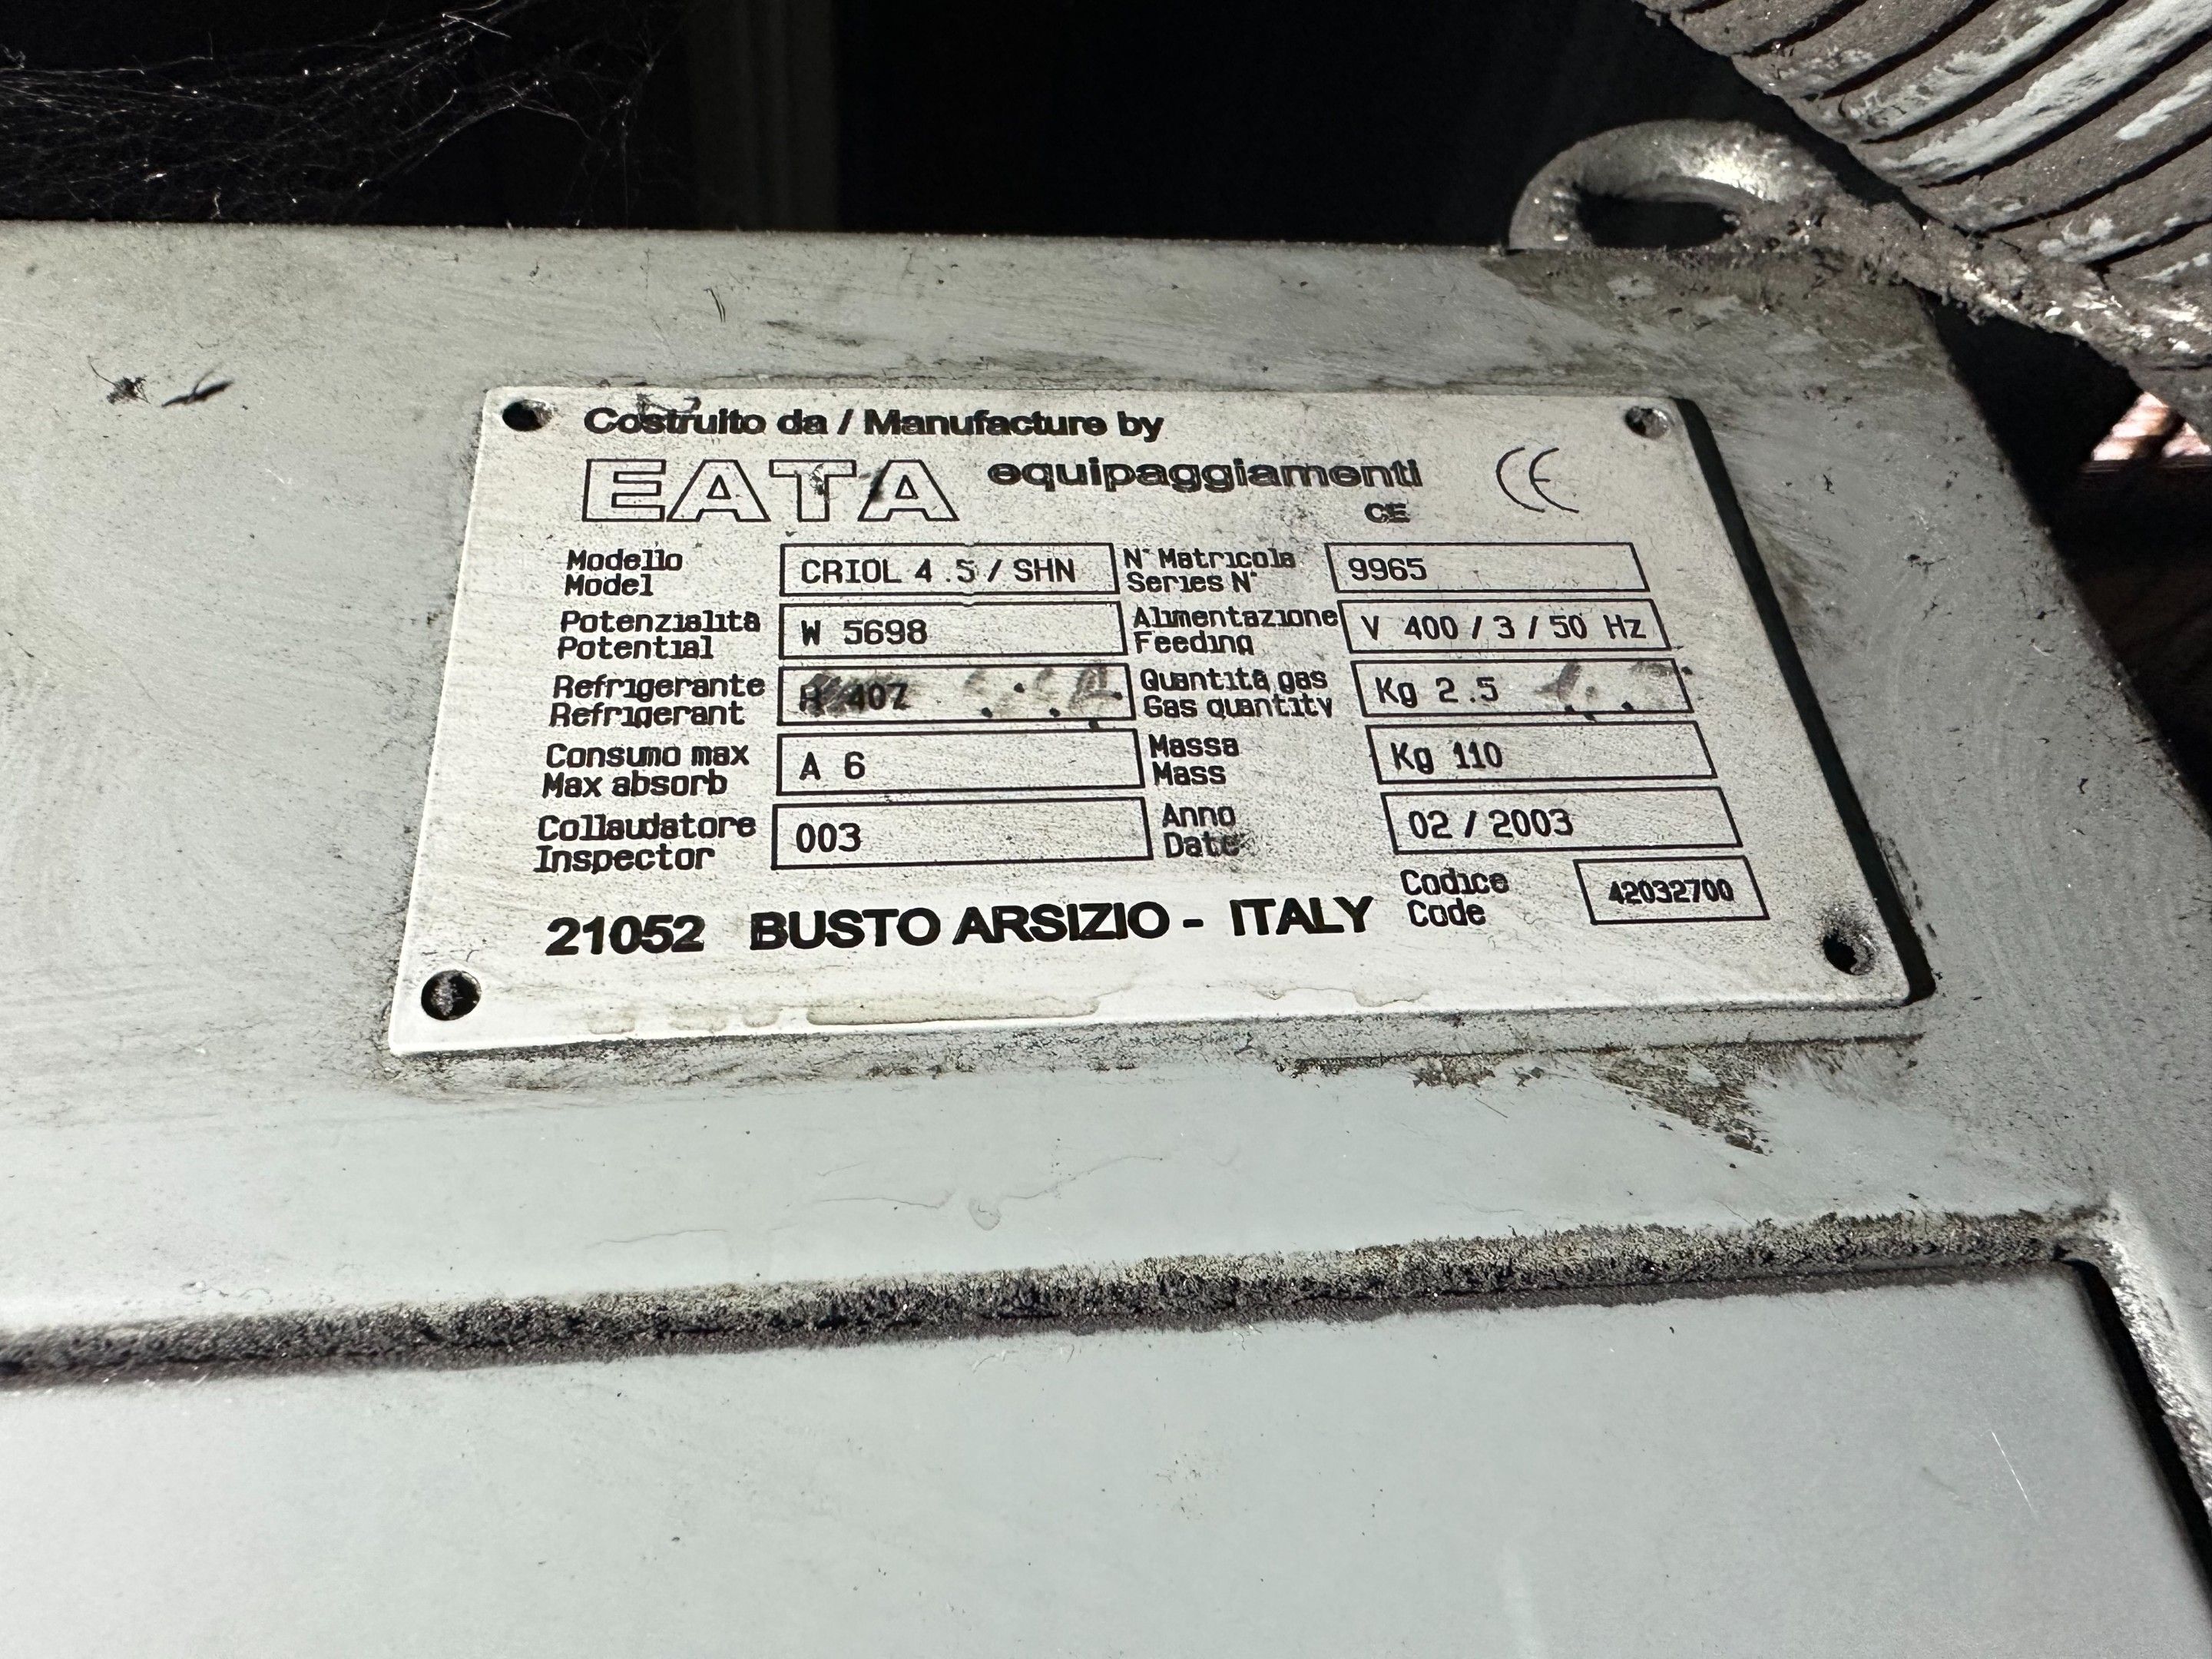 Costruito da / Manufacture by
EATA equipaggiamenti CE
CE
Modello
Model
CRIOL 4.5 / SHN
N° Matricola
Series N°
9965
Potenzialità
Potential
W 5698
Alimentazione
Feeding
V 400 / 3 / 50 Hz
Refrigerante
Refrigerant
R 407
Quantità gas
Gas quantity
Kg 2.5
Consumo max
Max absorb
A 6
Massa
Mass
Kg 110
Collaudatore
Inspector
003
Anno
Date
02 / 2003
Codice
Code
42032700
21052 BUSTO ARSIZIO - ITALY